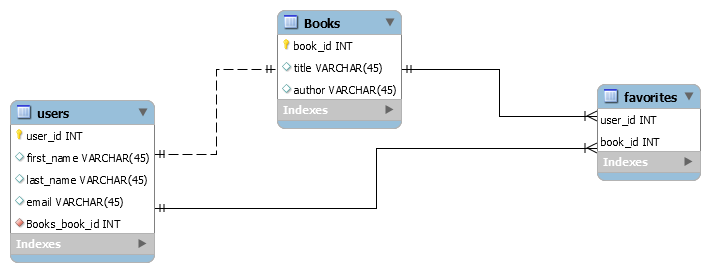 Books
book_id INT
title VARCHAR(45)
author VARCHAR(45)
Indexes
users
user_id INT
first_name VARCHAR(45)
last_name VARCHAR(45)
email VARCHAR(45)
Books_book_id INT
Indexes
favorites
user_id INT
book_id INT
Indexes